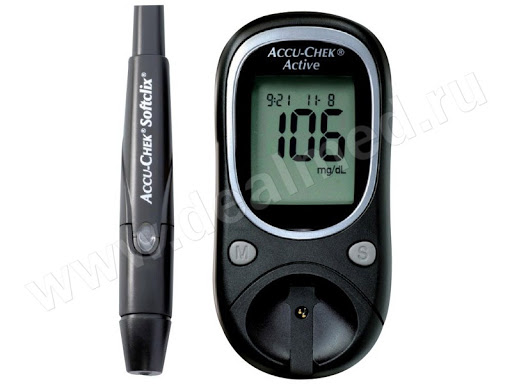 ACCU-CHEK® Softclix®
ACCU-CHEK®
Active
9:21 11-8
106
mg/dL
M
S
www.dealmed.ru